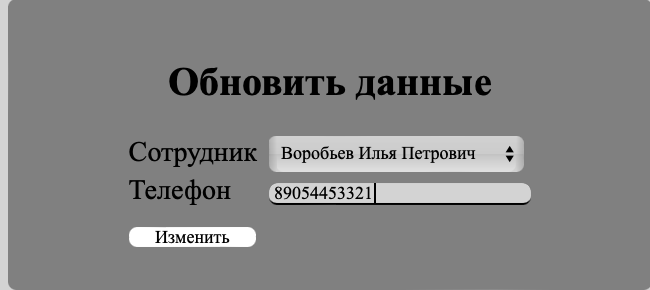 Обновить данные
Сотрудник Воробьев Илья Петрович
Телефон 89054453321
Изменить